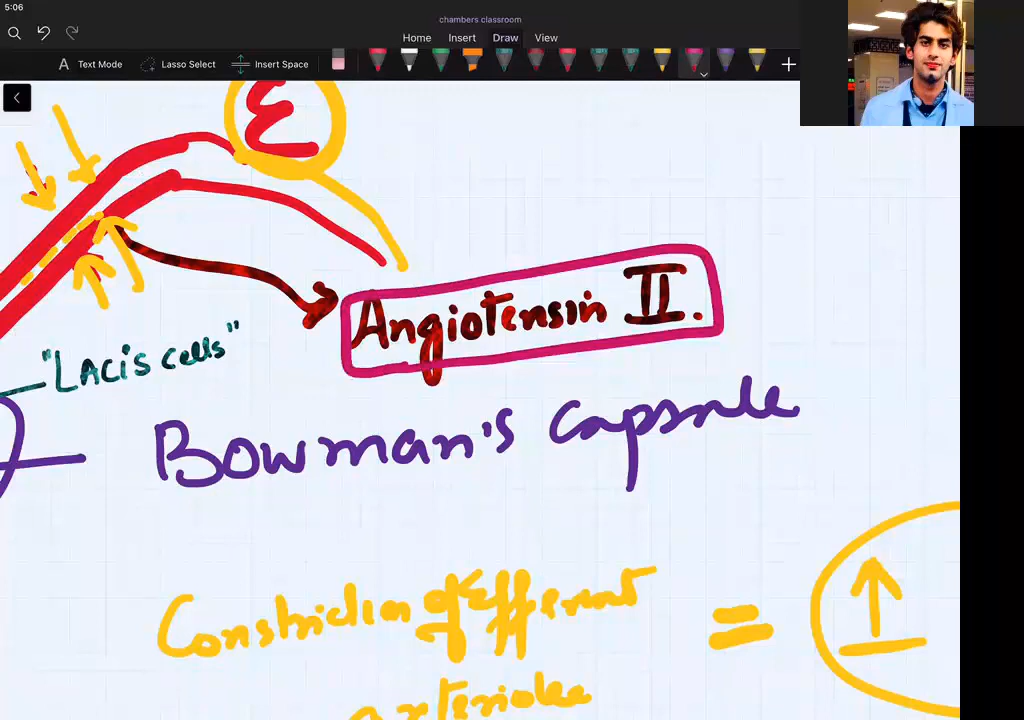 5:06
chambers classroom
Home Insert Draw View
Text Mode Lasso Select Insert Space
E
Angiotensin II.
"LACis cells"
Bowman's capsule
Constriction of efferent =
arterioles